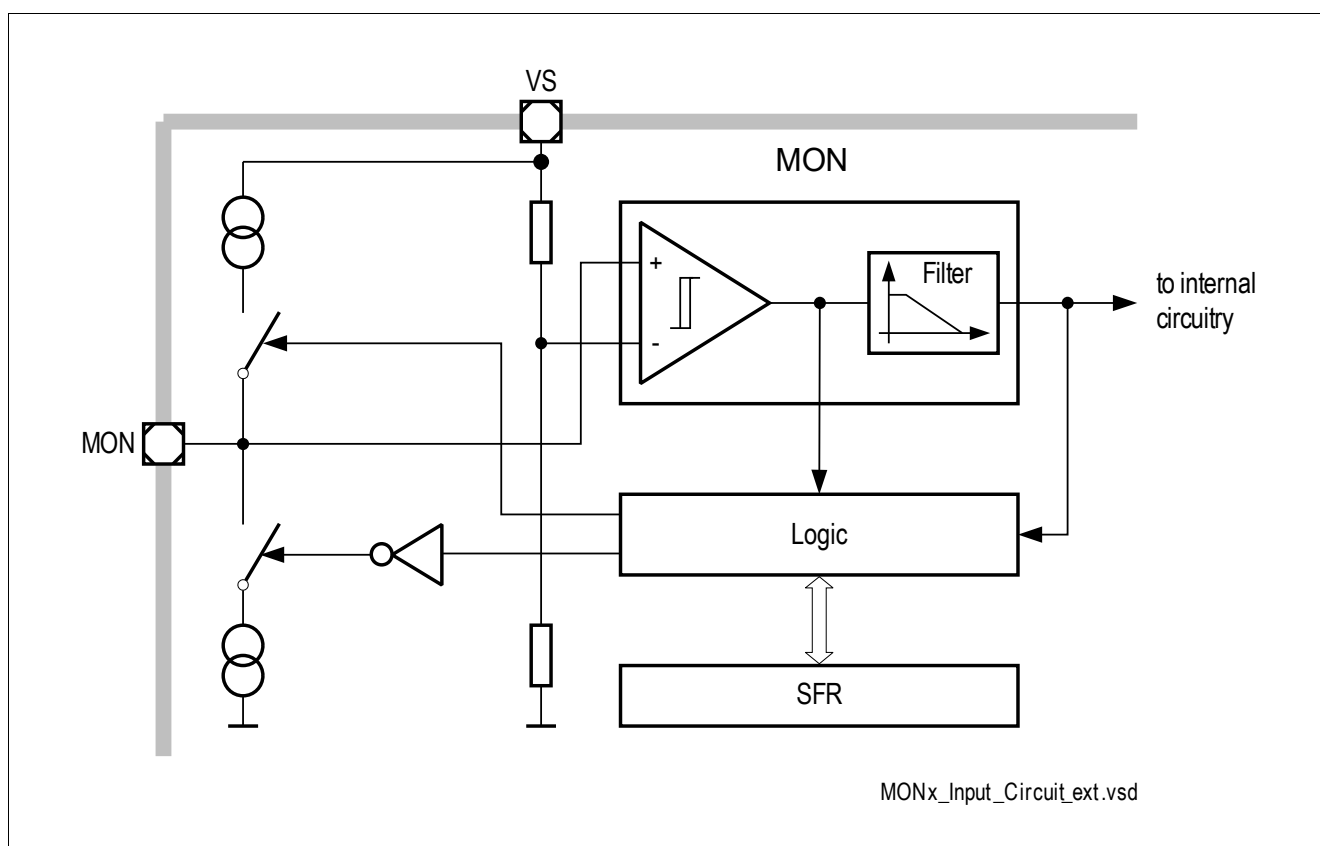 VS
MON
+
-
Filter
to internal
circuitry
MON
Logic
SFR
MONx_Input_Circuit_ext.vsd